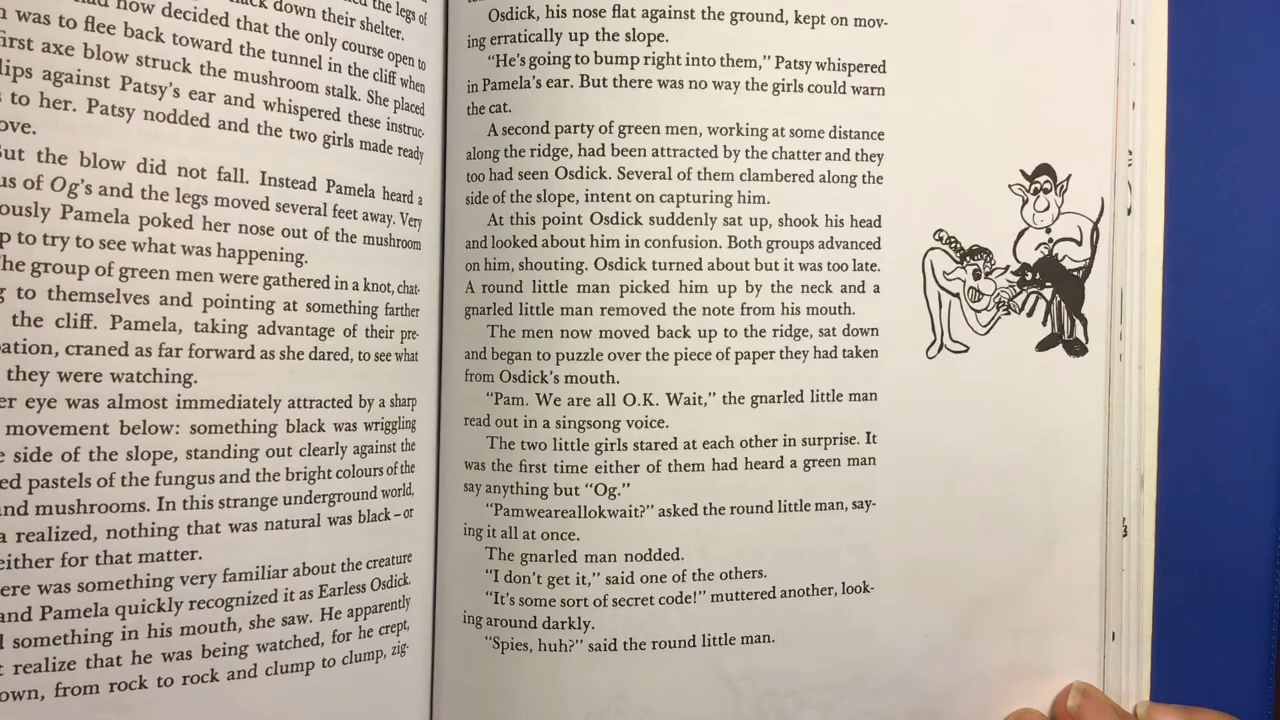 the legs of
back down their shelter.
had now decided that the only course open to
was to flee back toward the tunnel in the cliff when
first axe blow struck the mushroom stalk. She placed
lips against Patsy's ear and whispered these instruc-
to her. Patsy nodded and the two girls made ready
ove.
But the blow did not fall. Instead Pamela heard a
us of Og's and the legs moved several feet away. Very
ously Pamela poked her nose out of the mushroom
p to try to see what was happening.
The group of green men were gathered in a knot, chat-
g to themselves and pointing at something farther
the cliff. Pamela, taking advantage of their pre-
pation, craned as far forward as she dared, to see what
they were watching.
er eye was almost immediately attracted by a sharp
movement below: something black was wriggling
e side of the slope, standing out clearly against the
ed pastels of the fungus and the bright colours of the
and mushrooms. In this strange underground world,
a realized, nothing that was natural was black – or
either for that matter.
ere was something very familiar about the creature
and Pamela quickly recognized it as Earless Osdick.
something in his mouth, she saw. He apparently
t realize that he was being watched, for he crept,
own, from rock to rock and clump to clump, zig-
Osdick, his nose flat against the ground, kept on mov-
ing erratically up the slope.
"He's going to bump right into them," Patsy whispered
in Pamela's ear. But there was no way the girls could warn
the cat.
A second party of green men, working at some distance
along the ridge, had been attracted by the chatter and they
too had seen Osdick. Several of them clambered along the
side of the slope, intent on capturing him.
At this point Osdick suddenly sat up, shook his head
and looked about him in confusion. Both groups advanced
on him, shouting. Osdick turned about but it was too late.
A round little man picked him up by the neck and a
gnarled little man removed the note from his mouth.
The men now moved back up to the ridge, sat down
and began to puzzle over the piece of paper they had taken
from Osdick's mouth.
"Pam. We are all O.K. Wait," the gnarled little man
read out in a singsong voice.
The two little girls stared at each other in surprise. It
was the first time either of them had heard a green man
say anything but "Og."
"Pamweareallokwait?" asked the round little man, say-
ing it all at once.
The gnarled man nodded.
"I don't get it," said one of the others.
"It's some sort of secret code!" muttered another, look-
ing around darkly.
"Spies, huh?" said the round little man.